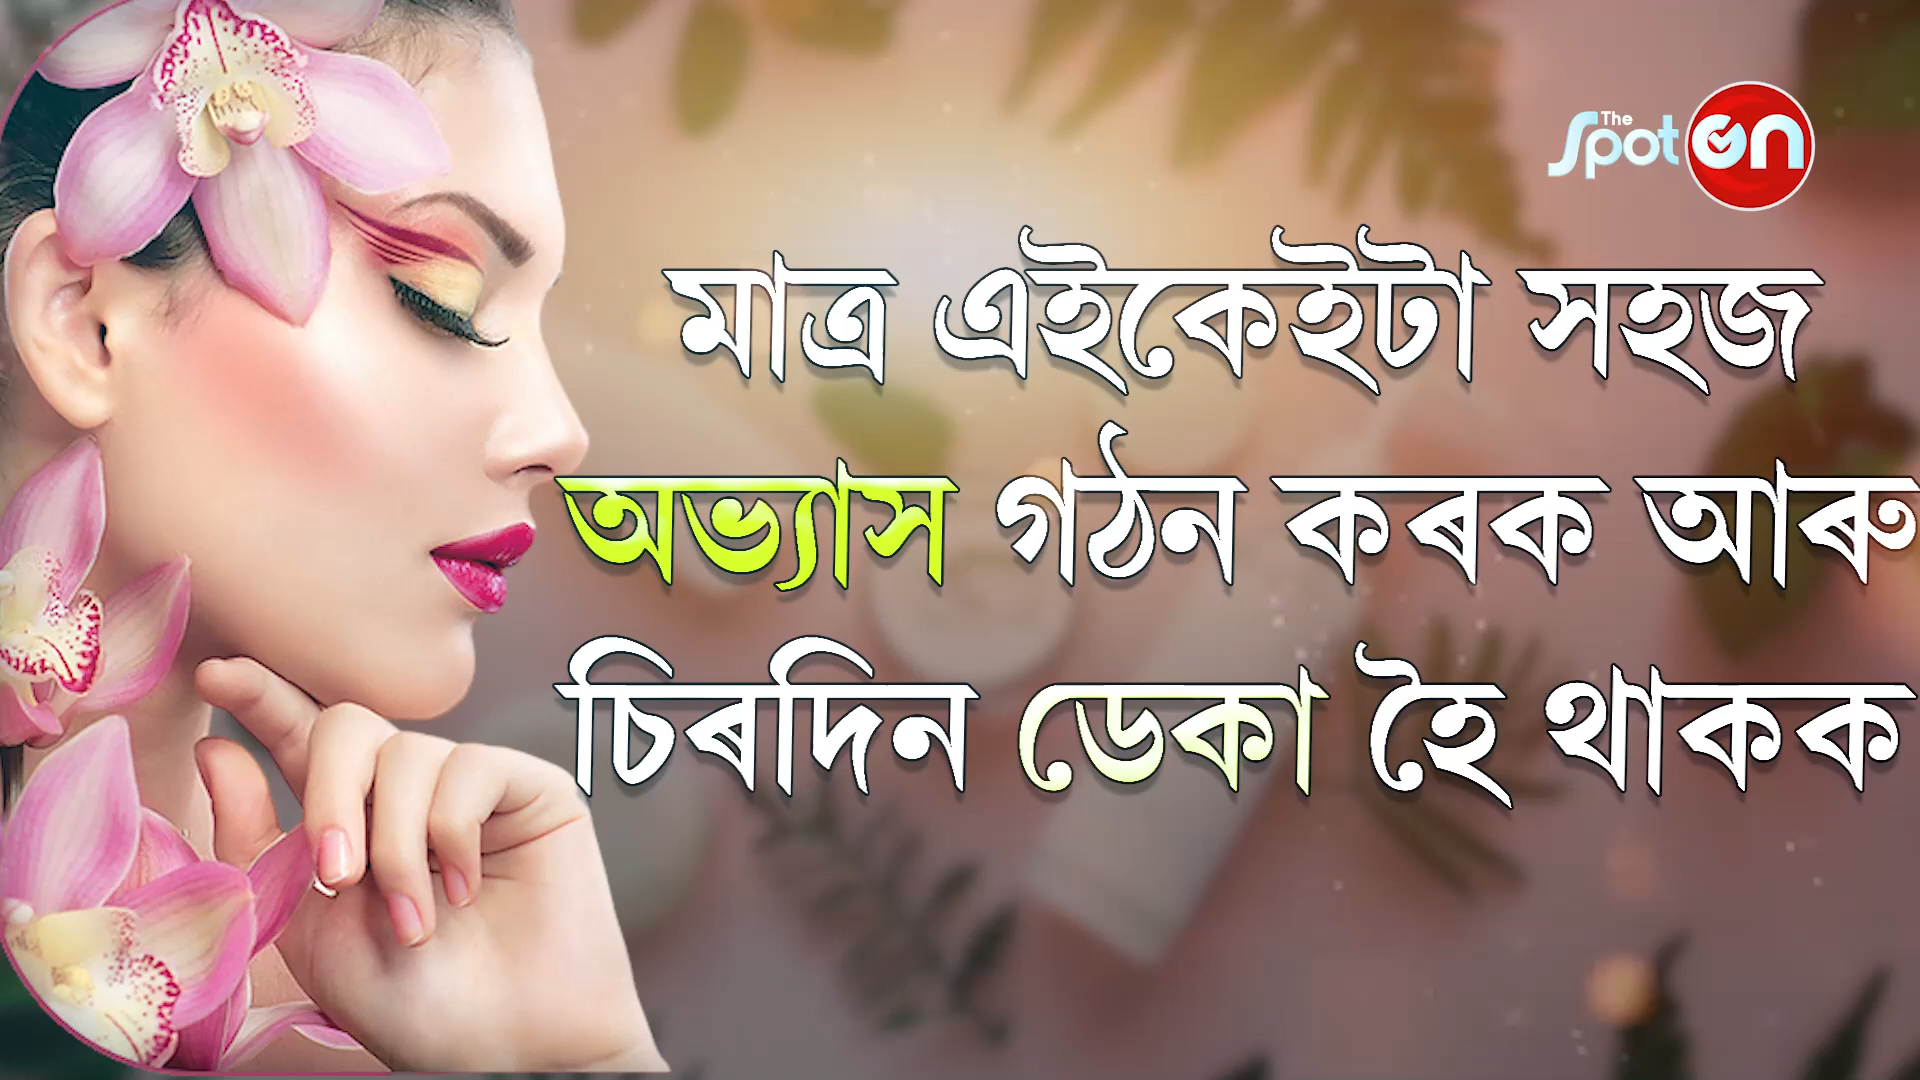 The
Spot ON
মাত্ৰ এইকেইটা সহজ
অভ্যাস গঠন কৰক আৰু
চিৰদিন ডেকা হৈ থাকক